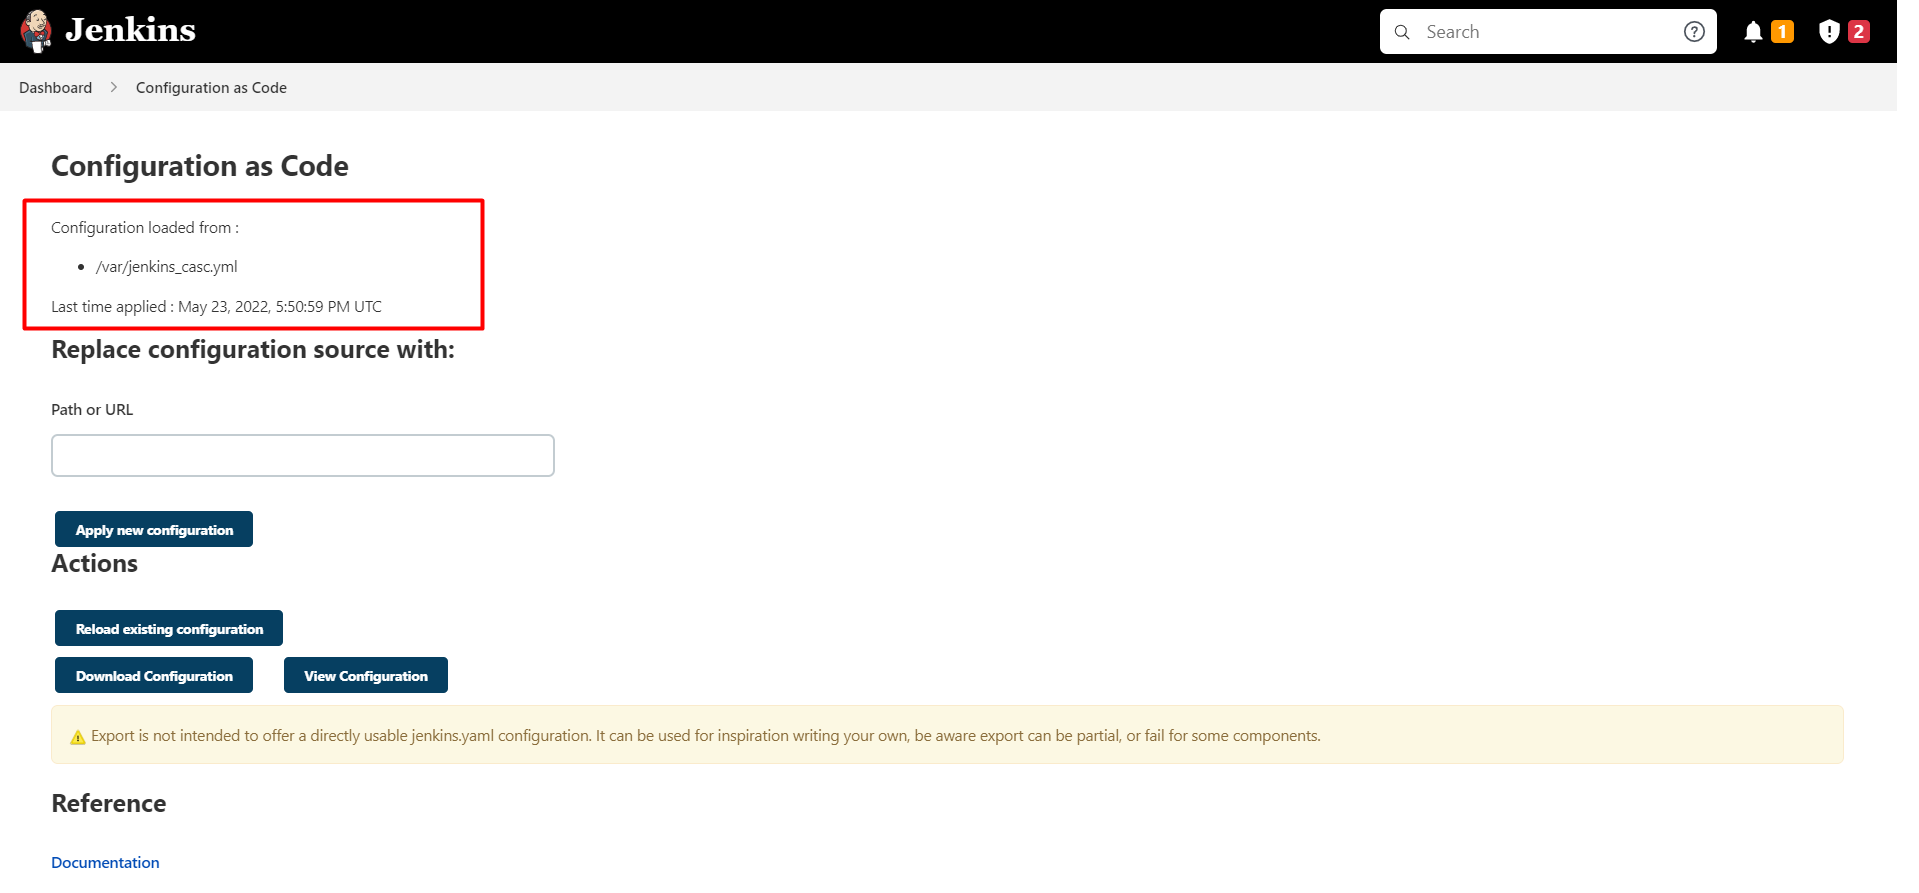 Jenkins
Search
1
2
Dashboard
Configuration as Code
Configuration as Code
Configuration loaded from :
/var/jenkins_casc.yml
Last time applied : May 23, 2022, 5:50:59 PM UTC
Replace configuration source with:
Path or URL
Apply new configuration
Actions
Reload existing configuration
Download Configuration
View Configuration
Export is not intended to offer a directly usable jenkins.yaml configuration. It can be used for inspiration writing your own, be aware export can be partial, or fail for some components.
Reference
Documentation